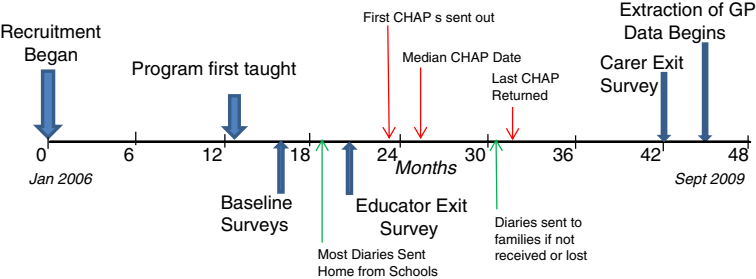 First CHAP s sent out
Extraction of GP
Data Begins
Recruitment
Began
Program first taught
Median CHAP Date
Carer Exit
Survey
Last CHAP
Returned
0 6 12 18 24 30 36 42 48
Months
Jan 2006
Sept 2009
Baseline
Surveys
Educator Exit
Survey
Diaries sent to
families if not
received or lost
Most Diaries Sent
Home from Schools